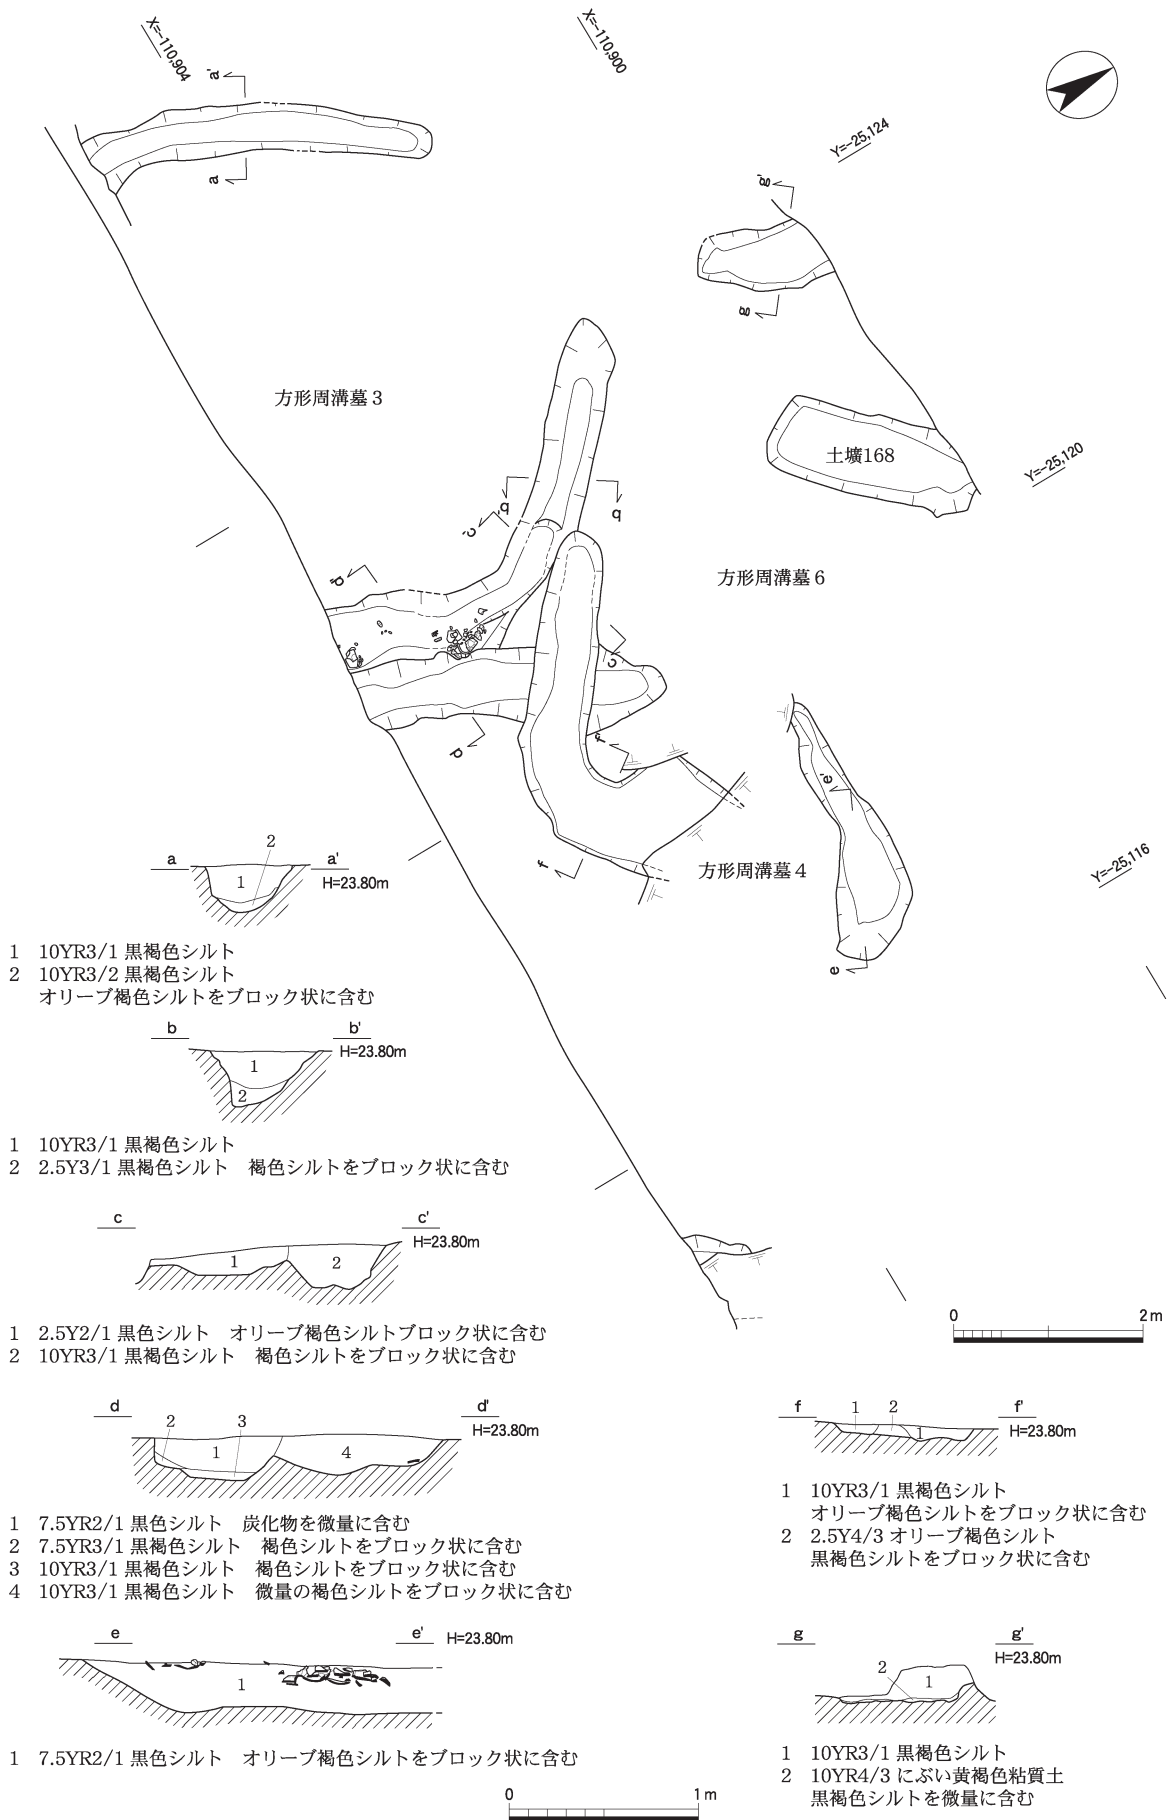 X=-110,904
X=-110,900
a'
a
Y=-25,124
g'
g
方形周溝墓3
土壙168
Y=-25,120
b'
b
c'
d'
方形周溝墓6
c
d
f'
e'
f
方形周溝墓4
e
Y=-25,116
a
a'
H=23.80m
2
1
1 10YR3/1 黒褐色シルト
2 10YR3/2 黒褐色シルト
オリーブ褐色シルトをブロック状に含む
b
b'
H=23.80m
1
2
1 10YR3/1 黒褐色シルト
2 2.5Y3/1 黒褐色シルト 褐色シルトをブロック状に含む
c
c'
H=23.80m
1
2
1 2.5Y2/1 黒色シルト オリーブ褐色シルトブロック状に含む
2 10YR3/1 黒褐色シルト 褐色シルトをブロック状に含む
0 2m
d
d'
H=23.80m
2
3
1
4
1 7.5YR2/1 黒色シルト 炭化物を微量に含む
2 7.5YR3/1 黒褐色シルト 褐色シルトをブロック状に含む
3 10YR3/1 黒褐色シルト 褐色シルトをブロック状に含む
4 10YR3/1 黒褐色シルト 微量の褐色シルトをブロック状に含む
f
f'
H=23.80m
1
2
1
1 10YR3/1 黒褐色シルト
オリーブ褐色シルトをブロック状に含む
2 2.5Y4/3 オリーブ褐色シルト
黒褐色シルトをブロック状に含む
e
e'
H=23.80m
1
1 7.5YR2/1 黒色シルト オリーブ褐色シルトをブロック状に含む
g
g'
H=23.80m
2
1
1 10YR3/1 黒褐色シルト
2 10YR4/3 にぶい黄褐色粘質土
黒褐色シルトを微量に含む
0 1m